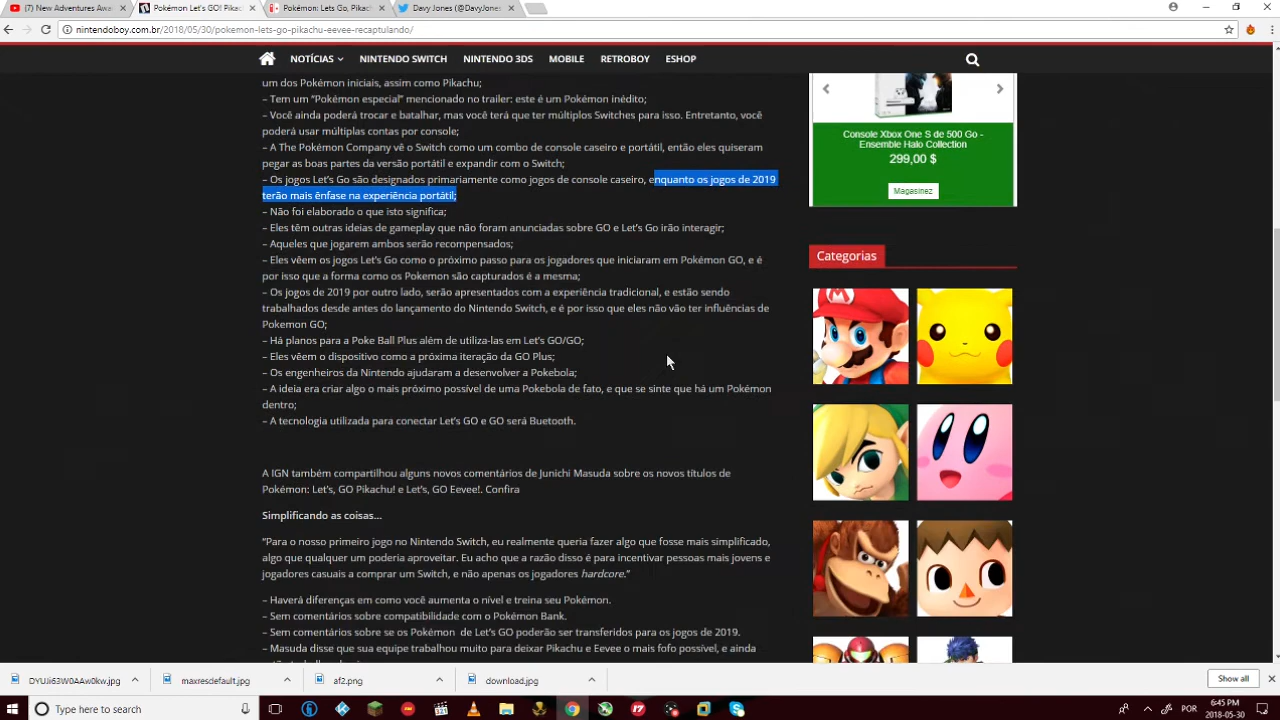 (7) New Adventures Awa
Pokémon Let's GO! Pikach
Pokémon: Lets Go, Pikach
Davy Jones (@DavyJones
nintendoboy.com.br/2018/05/30/pokemon-lets-go-pikachu-eevee-recaptulando/
NOTÍCIAS
NINTENDO SWITCH
NINTENDO 3DS
MOBILE
RETROBOY
ESHOP
um dos Pokémon iniciais, assim como Pikachu;
– Tem um “Pokémon especial” mencionado no trailer: este é um Pokémon inédito;
– Você ainda poderá trocar e batalhar, mas você terá que ter múltiplos Switches para isso. Entretanto, você
poderá usar múltiplas contas por console;
– A The Pokémon Company vê o Switch como um combo de console caseiro e portátil, então eles quiseram
pegar as boas partes da versão portátil e expandir com o Switch;
– Os jogos Let’s Go são designados primariamente como jogos de console caseiro, enquanto os jogos de 2019
terão mais ênfase na experiência portátil;
– Não foi elaborado o que isto significa;
– Eles têm outras ideias de gameplay que não foram anunciadas sobre GO e Let’s Go irão interagir;
– Aqueles que jogarem ambos serão recompensados;
– Eles vêem os jogos Let’s Go como o próximo passo para os jogadores que iniciaram em Pokémon GO, e é
por isso que a forma como os Pokemon são capturados é a mesma;
– Os jogos de 2019 por outro lado, serão apresentados com a experiência tradicional, e estão sendo
trabalhados desde antes do lançamento do Nintendo Switch, e é por isso que eles não vão ter influências de
Pokemon GO;
– Há planos para a Poke Ball Plus além de utiliza-las em Let’s GO/GO;
– Eles vêem o dispositivo como a próxima iteração da GO Plus;
– Os engenheiros da Nintendo ajudaram a desenvolver a Pokebola;
– A ideia era criar algo o mais próximo possível de uma Pokebola de fato, e que se sinte que há um Pokémon
dentro;
– A tecnologia utilizada para conectar Let’s GO e GO será Buetooth.
A IGN também compartilhou alguns novos comentários de Junichi Masuda sobre os novos títulos de
Pokémon: Let’s, GO Pikachu! e Let’s, GO Eevee!. Confira
Simplificando as coisas…
“Para o nosso primeiro jogo no Nintendo Switch, eu realmente queria fazer algo que fosse mais simplificado,
algo que qualquer um poderia aproveitar. Eu acho que a razão disso é para incentivar pessoas mais jovens e
jogadores casuais a comprar um Switch, e não apenas os jogadores hardcore.”
– Haverá diferenças em como você aumenta o nível e treina seu Pokémon.
– Sem comentários sobre compatibilidade com o Pokémon Bank.
– Sem comentários sobre se os Pokémon de Let’s GO poderão ser transferidos para os jogos de 2019.
– Masuda disse que sua equipe trabalhou muito para deixar Pikachu e Eevee o mais fofo possível, e ainda
Console Xbox One S de 500 Go -
Ensemble Halo Collection
299,00 $
Magasinez
Categorias
DYUJi63W0AAw0kw.jpg
maxresdefault.jpg
af2.png
download.jpg
Show all
Type here to search
POR
6:45 PM
2018-05-30